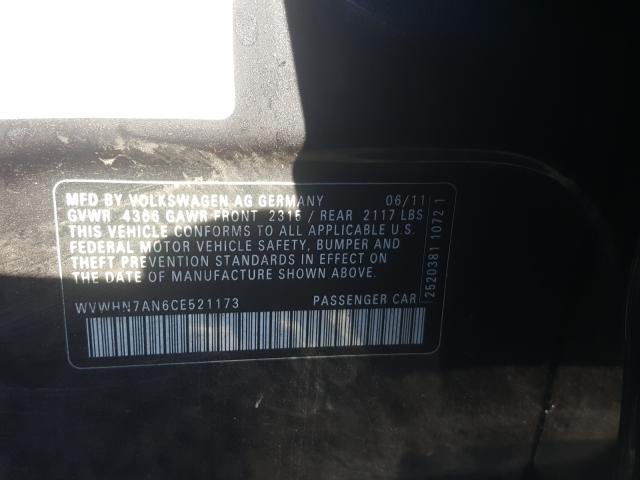 MFD BY VOLKSWAGEN AG GERMANY 06/11
GVWR 4366 GAWR FRONT 2316 / REAR 2117 LBS
THIS VEHICLE CONFORMS TO ALL APPLICABLE U.S.
FEDERAL MOTOR VEHICLE SAFETY, BUMPER AND
THEFT PREVENTION STANDARDS IN EFFECT ON
THE DATE OF MANUFACTURE SHOWN ABOVE.
WVWHN7AN6CE521173 PASSENGER CAR
2520381 1072 1